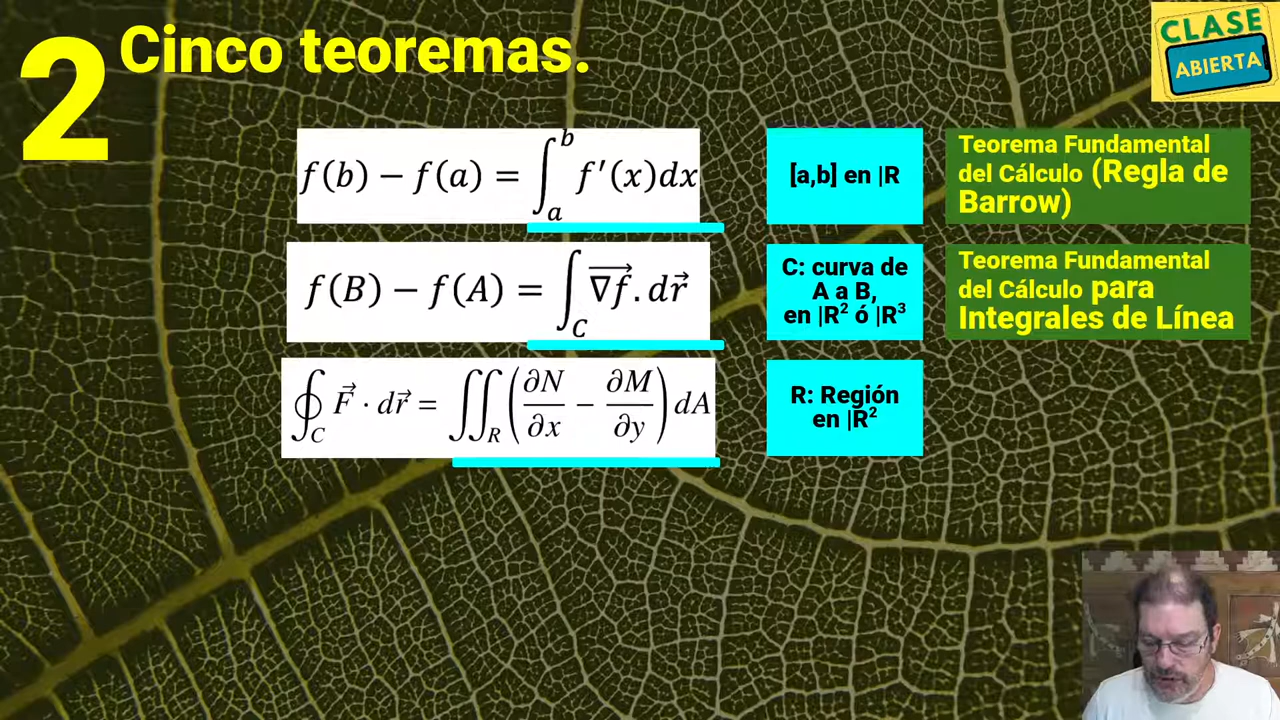 2
Cinco teoremas.
CLASE
ABIERTA
f(b) − f(a) = ∫_a^b f′(x)dx
[a,b] en |R
Teorema Fundamental
del Cálculo (Regla de
Barrow)
f(B) − f(A) = ∫_C ∇⃗f⃗. dr⃗
C: curva de
A a B,
en |R² ó |R³
Teorema Fundamental
del Cálculo para
Integrales de Línea
∮_C F⃗ · dr⃗ = ∬_R (∂N/∂x − ∂M/∂y) dA
R: Región
en |R²